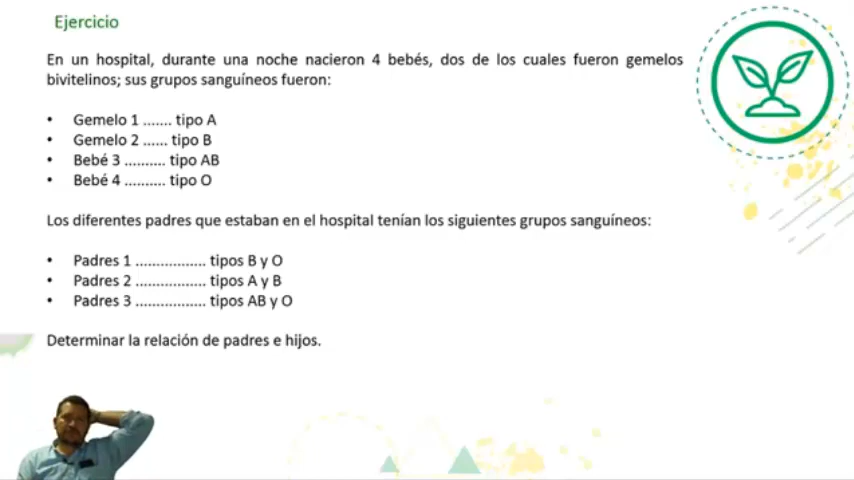 Ejercicio
En un hospital, durante una noche nacieron 4 bebés, dos de los cuales fueron gemelos
bivitelinos; sus grupos sanguíneos fueron:
• Gemelo 1 ....... tipo A
• Gemelo 2 ...... tipo B
• Bebé 3 .......... tipo AB
• Bebé 4 .......... tipo O
Los diferentes padres que estaban en el hospital tenían los siguientes grupos sanguíneos:
• Padres 1 ................. tipos B y O
• Padres 2 ................. tipos A y B
• Padres 3 ................. tipos AB y O
Determinar la relación de padres e hijos.